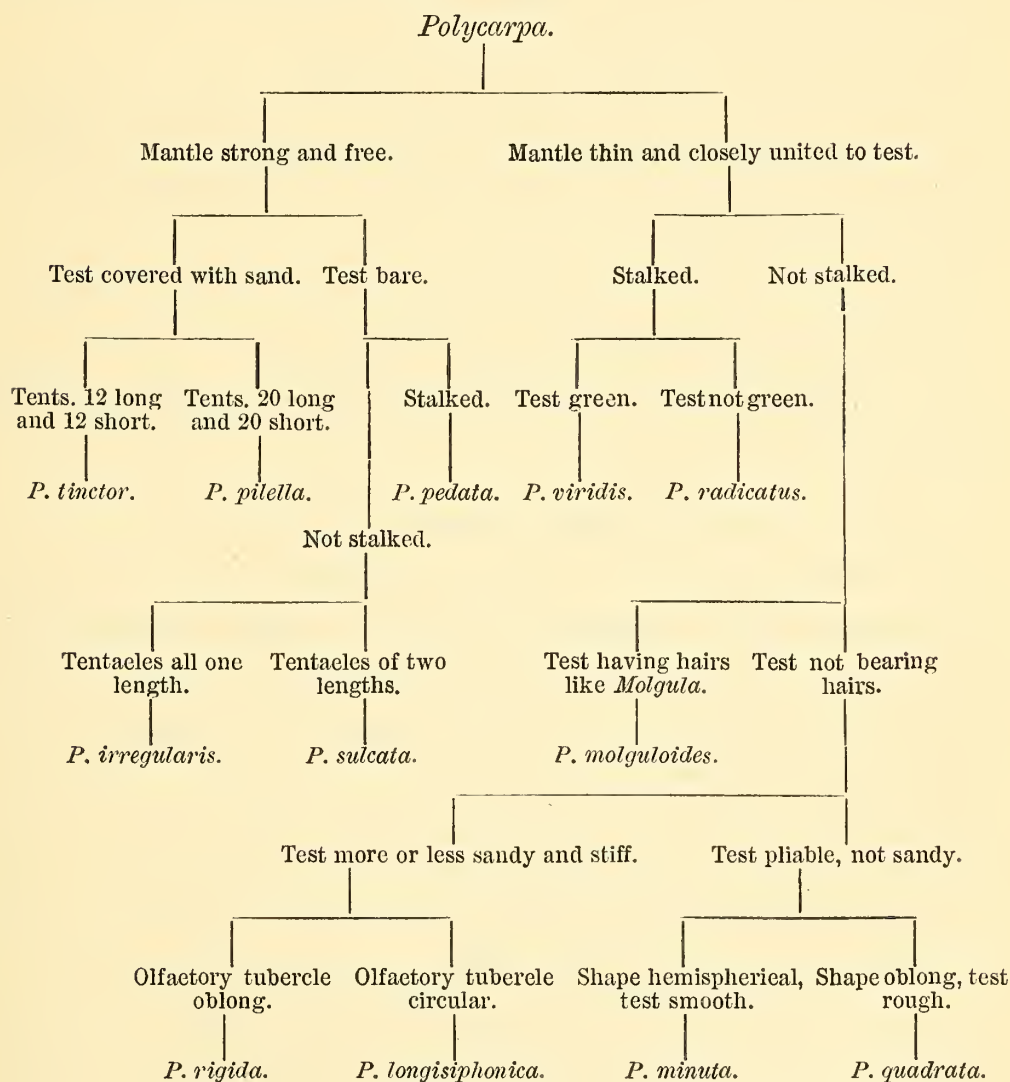 Polycarpa.
Mantle strong and free. Mantle thin and closely united to test.
Test covered with sand. Test bare. Stalked. Not stalked.
Tents. 12 long Tents. 20 long Stalked. Test green. Test not green.
and 12 short. and 20 short.
P. tinctor. P. pilella. P. pedata. P. viridis. P. radicatus.
Not stalked.
Tentacles all one Tentacles of two Test having hairs Test not bearing
length. lengths. like Molgula. hairs.
P. irregularis. P. sulcata. P. molguloides.
Test more or less sandy and stiff. Test pliable, not sandy.
Olfactory tubercle Olfactory tubercle Shape hemispherical, Shape oblong, test
oblong. circular. test smooth. rough.
P. rigida. P. longisiphonica. P. minuta. P. quadrata.